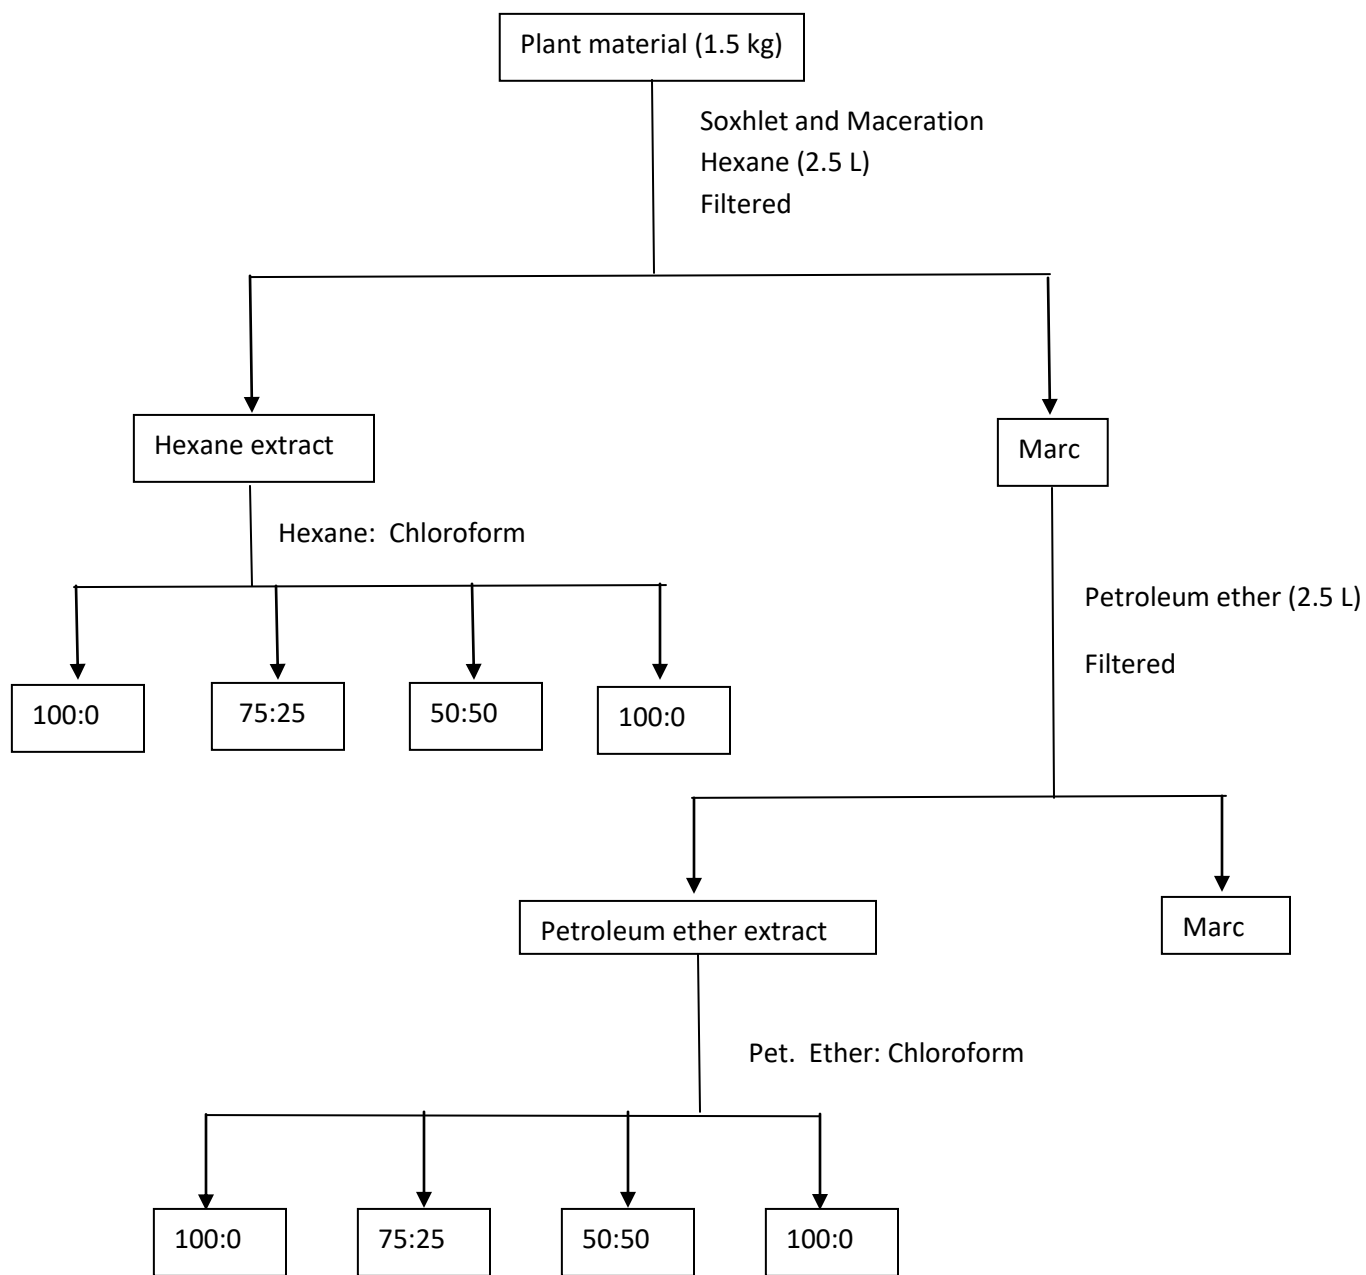 Plant material (1.5 kg)
Soxhlet and Maceration
Hexane (2.5 L)
Filtered
Hexane extract
Marc
Hexane: Chloroform
Petroleum ether (2.5 L)
Filtered
100:0
75:25
50:50
100:0
Petroleum ether extract
Marc
Pet. Ether: Chloroform
100:0
75:25
50:50
100:0